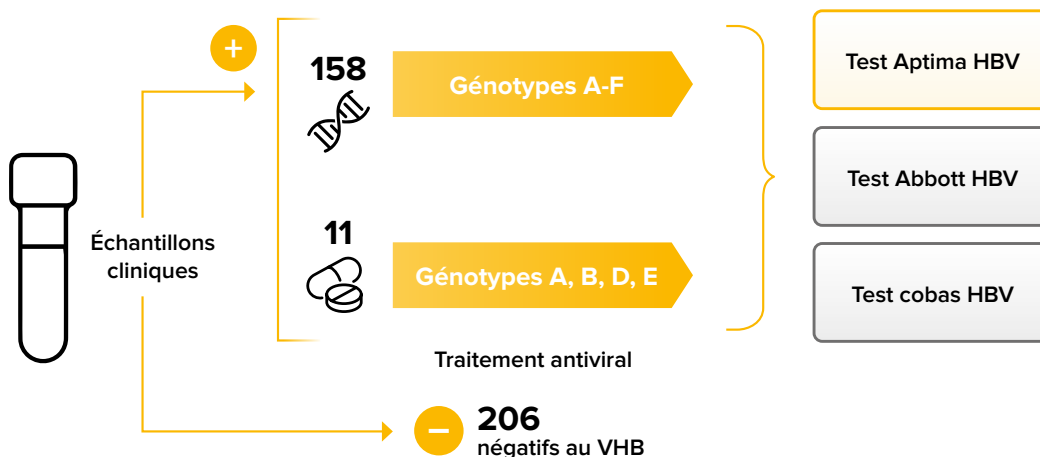 +
158
Génotypes A-F
Échantillons
cliniques
11
Génotypes A, B, D, E
Traitement antiviral
−
206
négatifs au VHB
Test Aptima HBV
Test Abbott HBV
Test cobas HBV